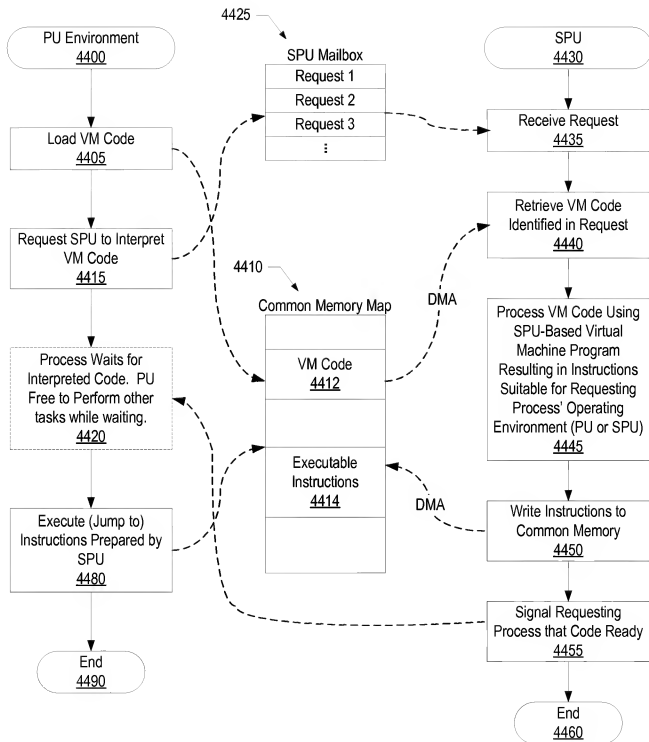 PU Environment
4400
Load VM Code
4405
Request SPU to Interpret
VM Code
4415
Process Waits for
Interpreted Code. PU
Free to Perform other
tasks while waiting.
4420
Execute (Jump to)
Instructions Prepared by
SPU
4480
End
4490
4425
SPU Mailbox
Request 1
Request 2
Request 3
...
4410
Common Memory Map
VM Code
4412
Executable
Instructions
4414
DMA
DMA
SPU
4430
Receive Request
4435
Retrieve VM Code
Identified in Request
4440
Process VM Code Using
SPU-Based Virtual
Machine Program
Resulting in Instructions
Suitable for Requesting
Process' Operating
Environment (PU or SPU)
4445
Write Instructions to
Common Memory
4450
Signal Requesting
Process that Code Ready
4455
End
4460